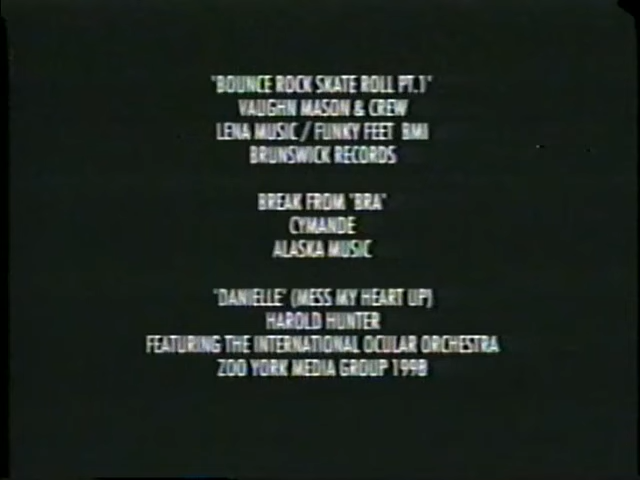 "BOUNCE ROCK SKATE ROLL PT.1"
VAUGHN MASON & CREW
LENA MUSIC / FUNKY FEET BMI
BRUNSWICK RECORDS
BREAK FROM "BRA"
CYMANDE
ALASKA MUSIC
"DANIELLE" (MESS MY HEART UP)
HAROLD HUNTER
FEATURING THE INTERNATIONAL OCULAR ORCHESTRA
ZOO YORK MEDIA GROUP 1998